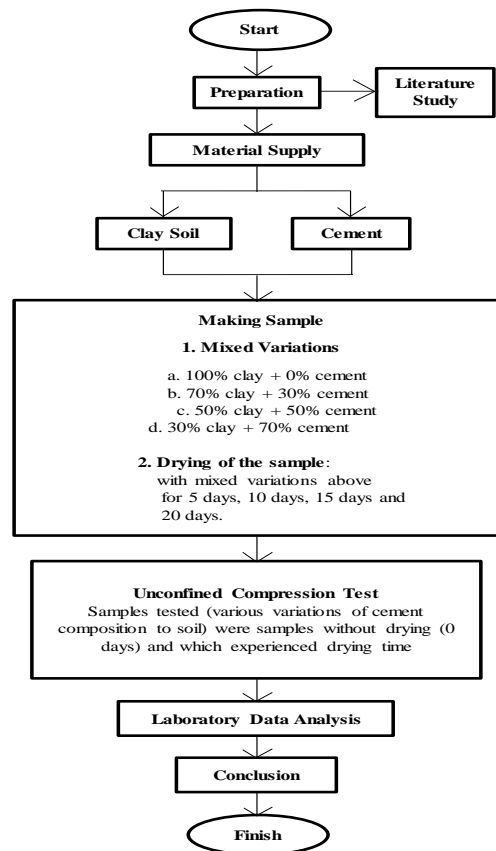 Start
Preparation
Literature
Study
Material Supply
Clay Soil
Cement
Making Sample
1. Mixed Variations
a. 100% clay + 0% cement
b. 70% clay + 30% cement
c. 50% clay + 50% cement
d. 30% clay + 70% cement
2. Drying of the sample:
with mixed variations above
for 5 days, 10 days, 15 days and
20 days.
Unconfined Compression Test
Samples tested (various variations of cement
composition to soil) were samples without drying (0
days) and which experienced drying time
Laboratory Data Analysis
Conclusion
Finish